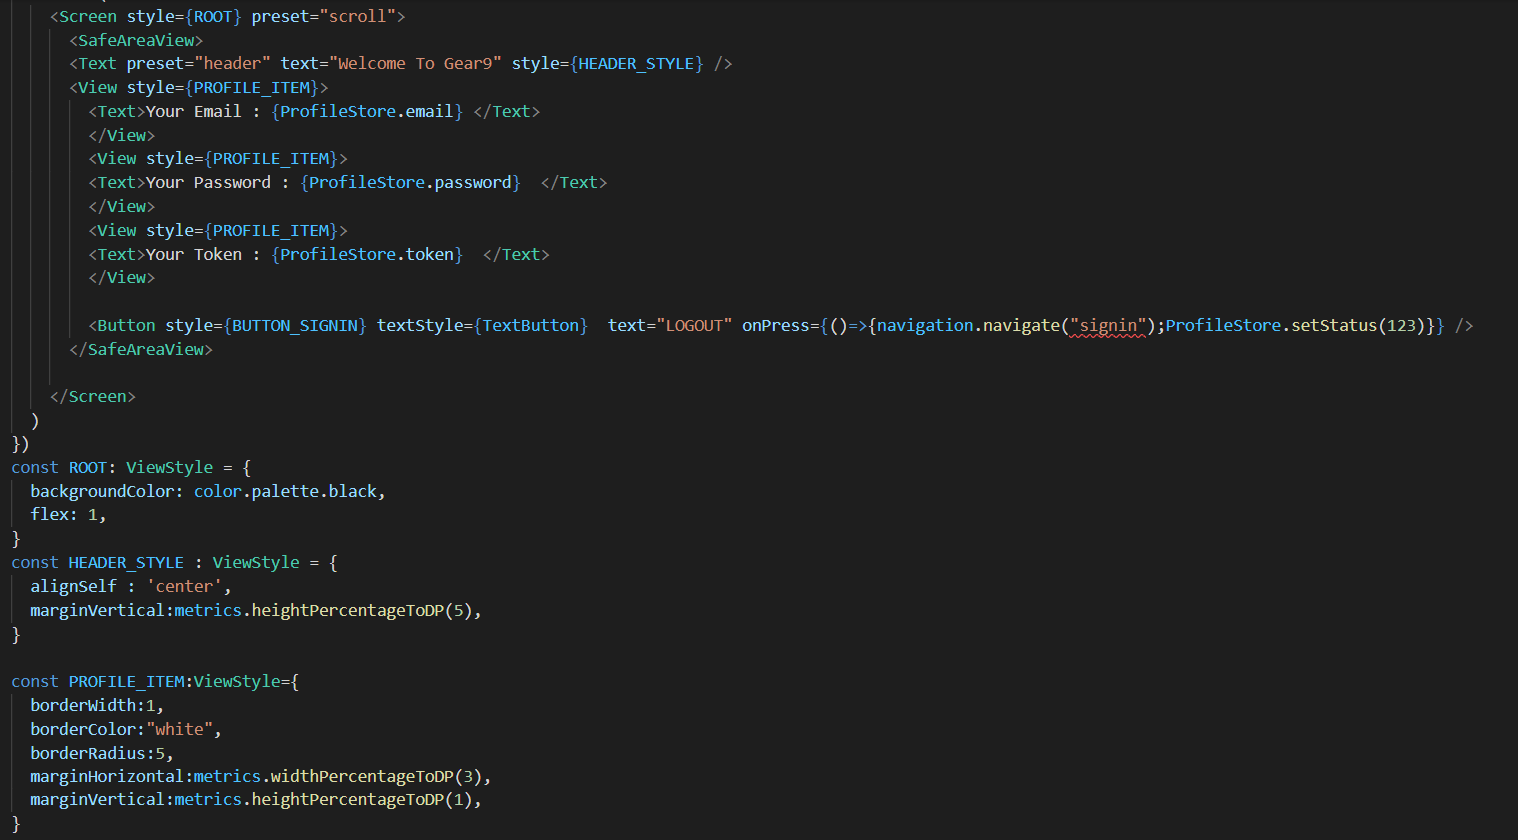 <Screen style={ROOT} preset="scroll">
<SafeAreaView>
<Text preset="header" text="Welcome To Gear9" style={HEADER_STYLE} />
<View style={PROFILE_ITEM}>
<Text>Your Email : {ProfileStore.email} </Text>
</View>
<View style={PROFILE_ITEM}>
<Text>Your Password : {ProfileStore.password}  </Text>
</View>
<View style={PROFILE_ITEM}>
<Text>Your Token : {ProfileStore.token}  </Text>
</View>
<Button style={BUTTON_SIGNIN} textStyle={TextButton}  text="LOGOUT" onPress={()=>{navigation.navigate("signin");ProfileStore.setStatus(123)}} />
</SafeAreaView>
</Screen>
)
})
const ROOT: ViewStyle = {
backgroundColor: color.palette.black,
flex: 1,
}
const HEADER_STYLE : ViewStyle = {
alignSelf : 'center',
marginVertical:metrics.heightPercentageToDP(5),
}
const PROFILE_ITEM:ViewStyle={
borderWidth:1,
borderColor:"white",
borderRadius:5,
marginHorizontal:metrics.widthPercentageToDP(3),
marginVertical:metrics.heightPercentageToDP(1),
}